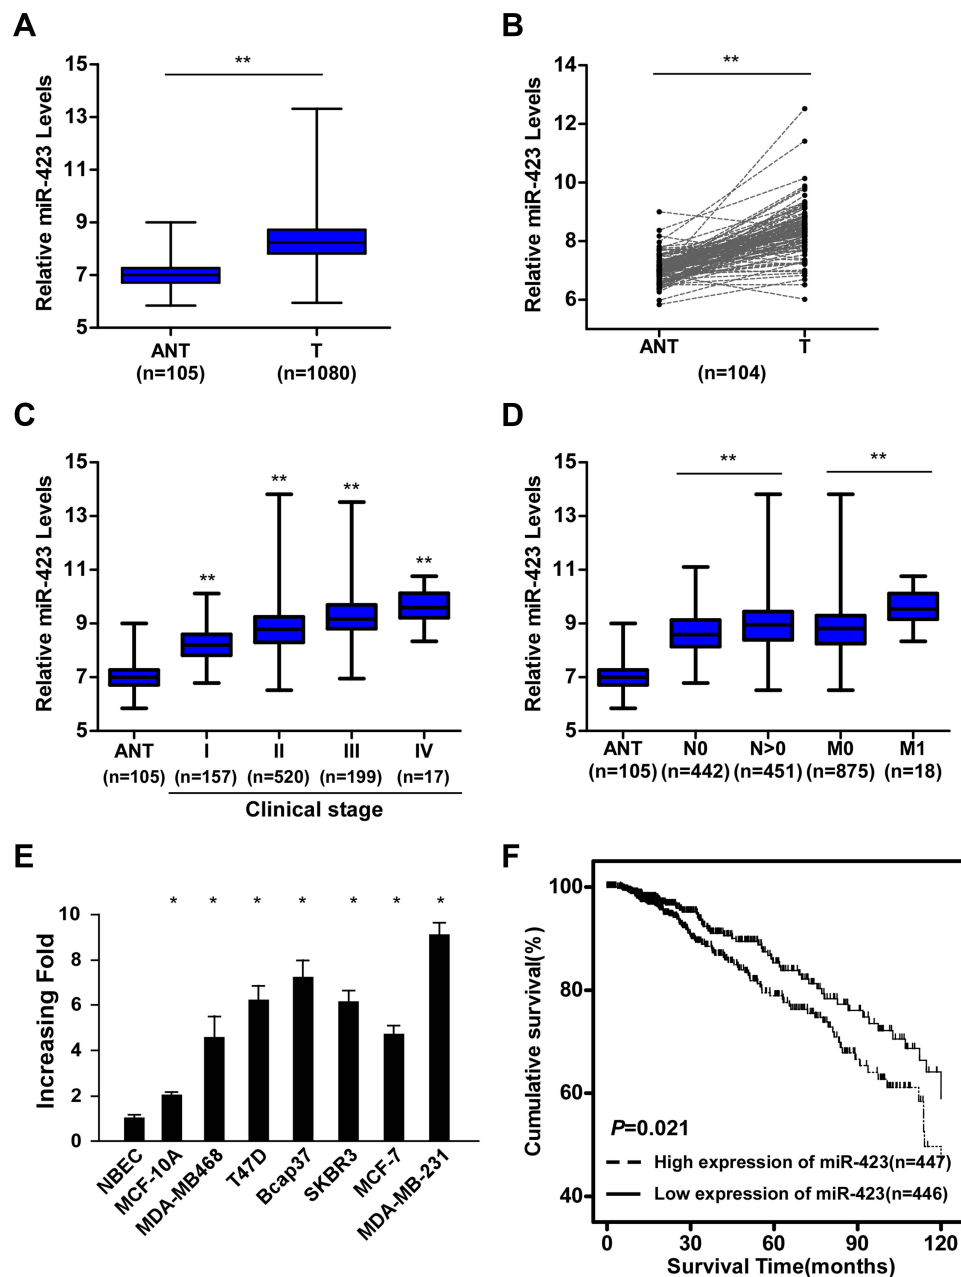 A
Relative miR-423 Levels
15
13
11
9
7
5
**
ANT
T
(n=105)
(n=1080)
B
Relative miR-423 Levels
14
12
10
8
6
**
ANT
T
(n=104)
C
Relative miR-423 Levels
15
13
11
9
7
5
**
**
**
**
ANT I II III IV
(n=105) (n=157) (n=520) (n=199) (n=17)
Clinical stage
D
Relative miR-423 Levels
15
13
11
9
7
5
**
**
ANT N0 N>0 M0 M1
(n=105) (n=442) (n=451) (n=875) (n=18)
E
Increasing Fold
10
8
6
4
2
0
* * * * * * *
NBEC
MCF-10A
MDA-MB468
T47D
Bcap37
SKBR3
MCF-7
MDA-MB-231
F
Cumulative survival(%)
100
80
60
40
P=0.021
High expression of miR-423(n=447)
Low expression of miR-423(n=446)
0 30 60 90 120
Survival Time(months)